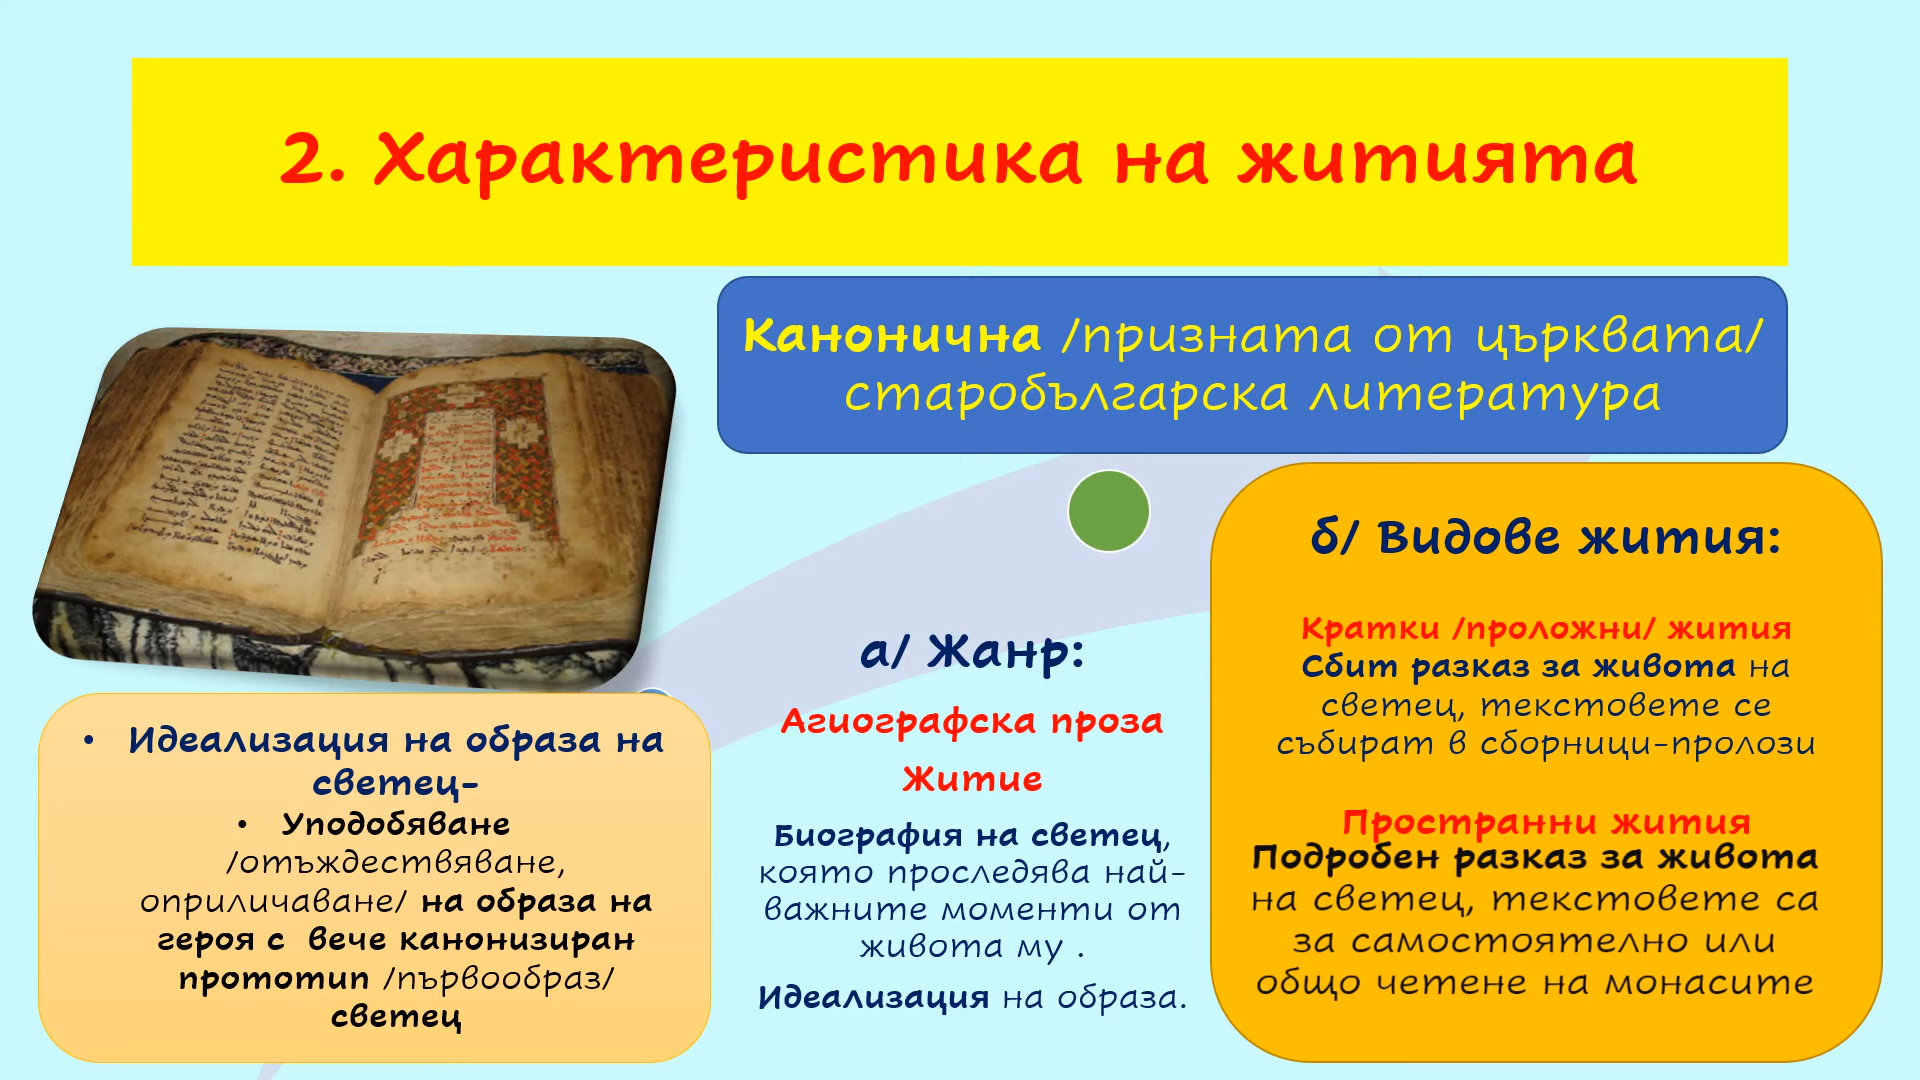 2. Характеристика на житията
Канонична /призната от църквата/
старобългарска литература
• Идеализация на образа на
светец-
• Уподобяване
/отъждествяване,
оприличаване/ на образа на
героя с  вече канонизиран
прототип /първообраз/
светец
а/ Жанр:
Агиографска проза
Житие
Биография на светец,
която проследява най-
важните моменти от
живота му .
Идеализация на образа.
б/ Видове жития:
Кратки /проложни/ жития
Сбит разказ за живота на
светец, текстовете се
събират в сборници-пролози
Пространни жития
Подробен разказ за живота
на светец, текстовете са
за самостоятелно или
общо четене на монасите